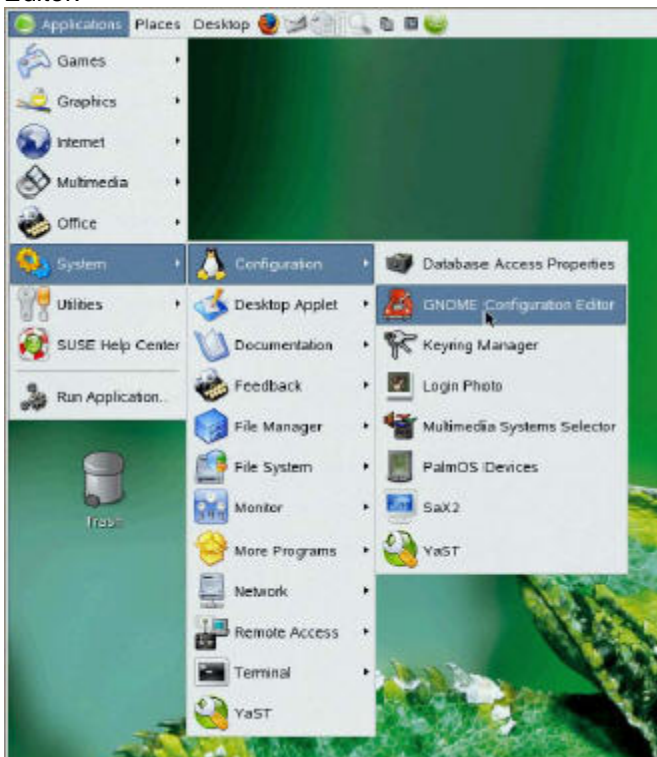 Editor.
Applications Places Desktop
Games
Graphics
Internet
Multimedia
Office
System
Utilities
SUSE Help Center
Run Application...
Configuration
Desktop Applet
Documentation
Feedback
File Manager
File System
Monitor
More Programs
Network
Remote Access
Terminal
YaST
Database Access Properties
GNOME Configuration Editor
Keyring Manager
Login Photo
Multimedia Systems Selector
PalmOS Devices
SaX2
YaST
Trash